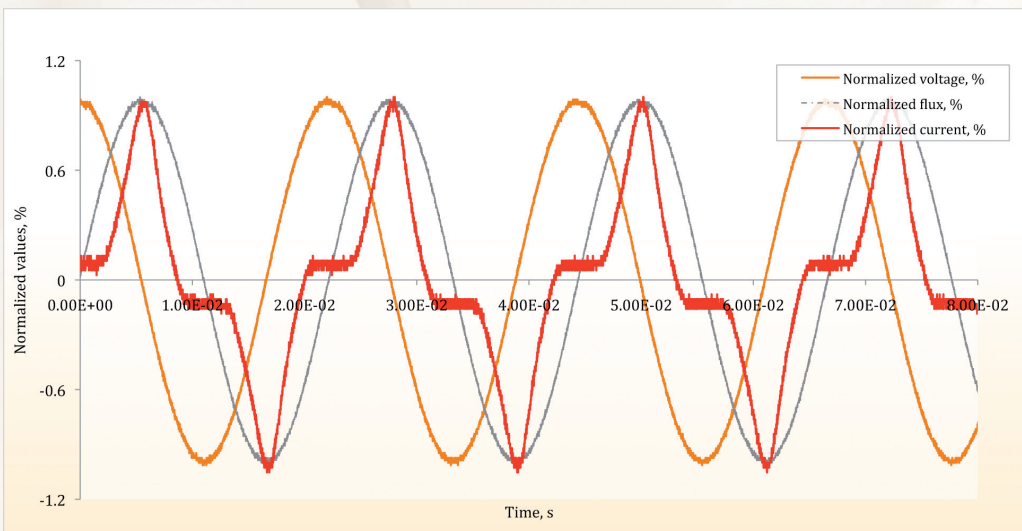 1.2
0.6
0
-0.6
-1.2
Normalized values, %
0.00E+00 1.00E-02 2.00E-02 3.00E-02 4.00E-02 5.00E-02 6.00E-02 7.00E-02 8.00E-02
Time, s
Normalized voltage, %
Normalized flux, %
Normalized current, %